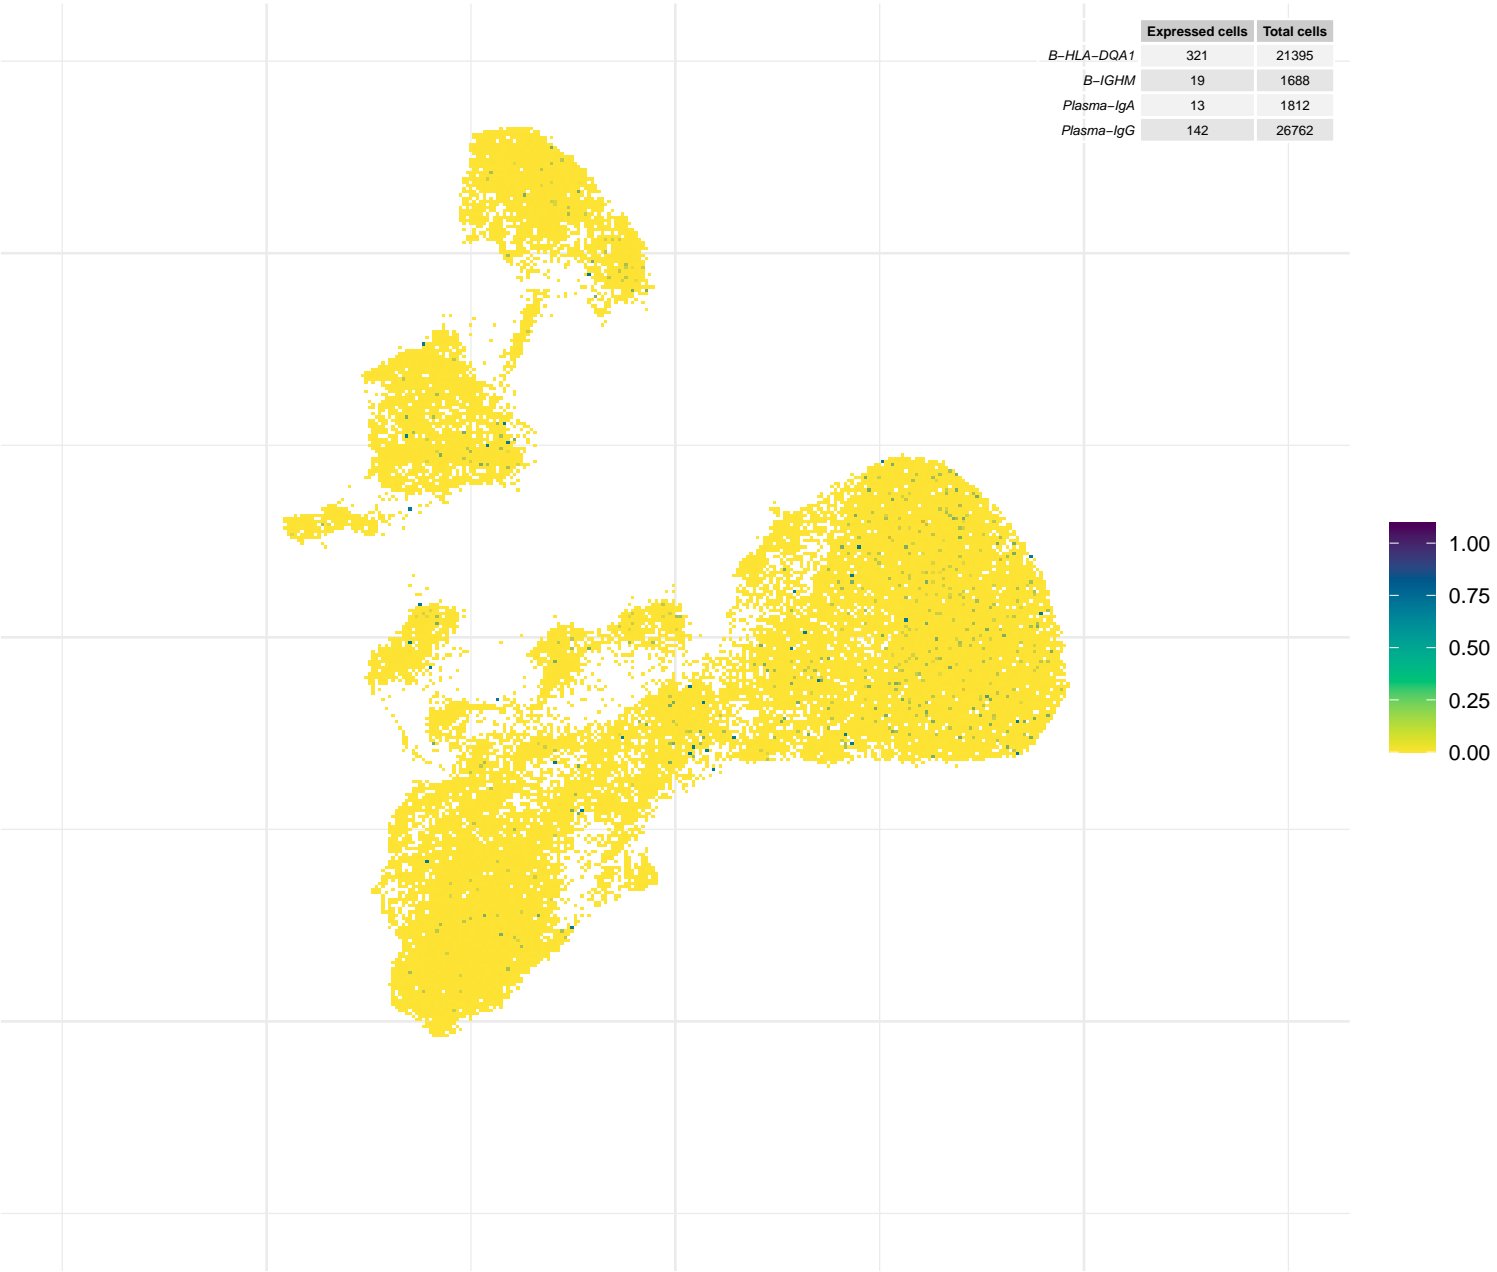 Expressed cells Total cells
B−HLA−DQA1 321 21395
B−IGHM 19 1688
Plasma−IgA 13 1812
Plasma−IgG 142 26762
1.00
0.75
0.50
0.25
0.00